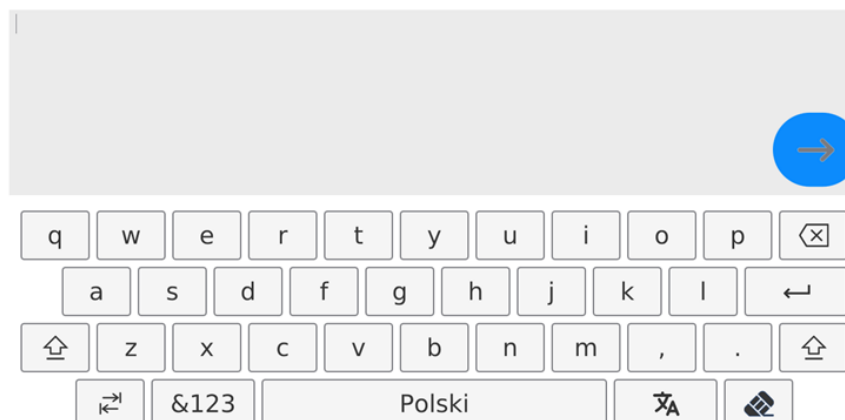 q w e r t y u i o p
a s d f g h j k l
z x c v b n m , .
&123 Polski